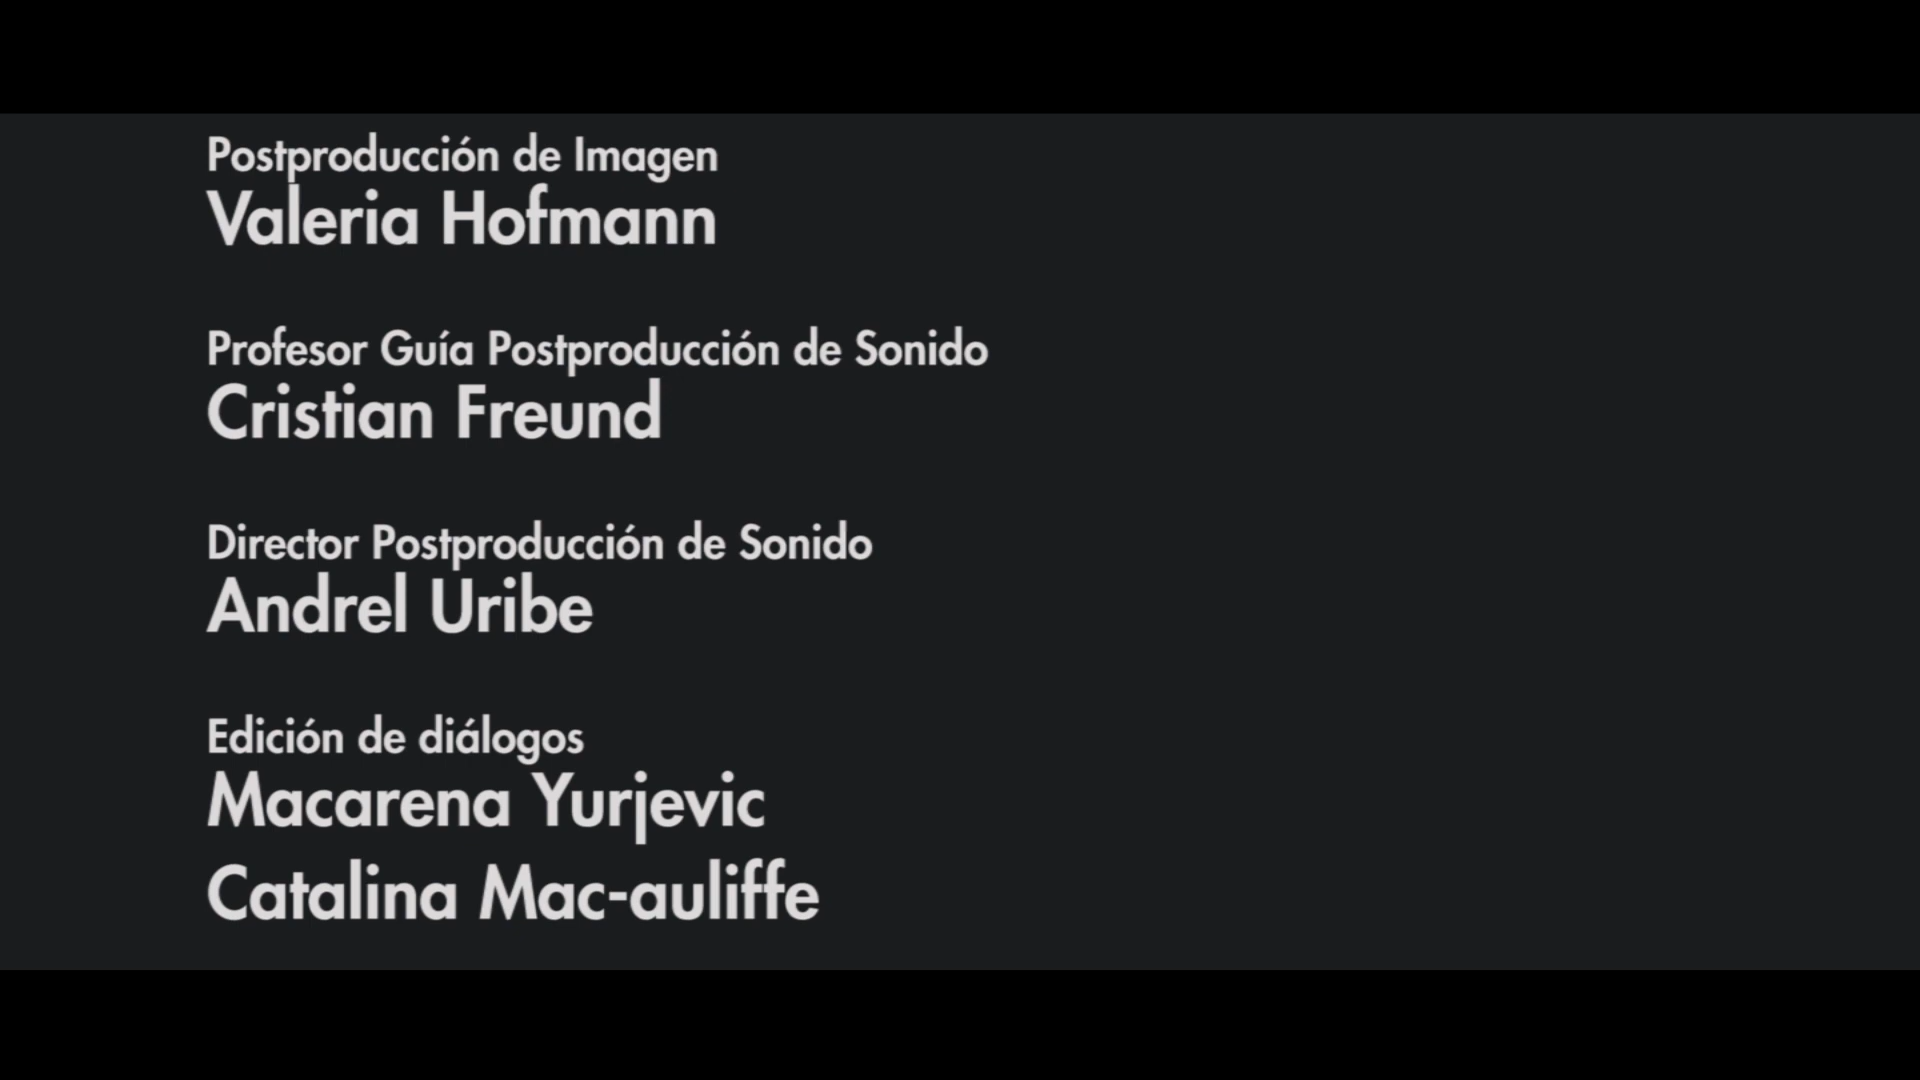 Postproducción de Imagen
Valeria Hofmann
Profesor Guía Postproducción de Sonido
Cristian Freund
Director Postproducción de Sonido
Andrel Uribe
Edición de diálogos
Macarena Yurjevic
Catalina Mac-auliffe